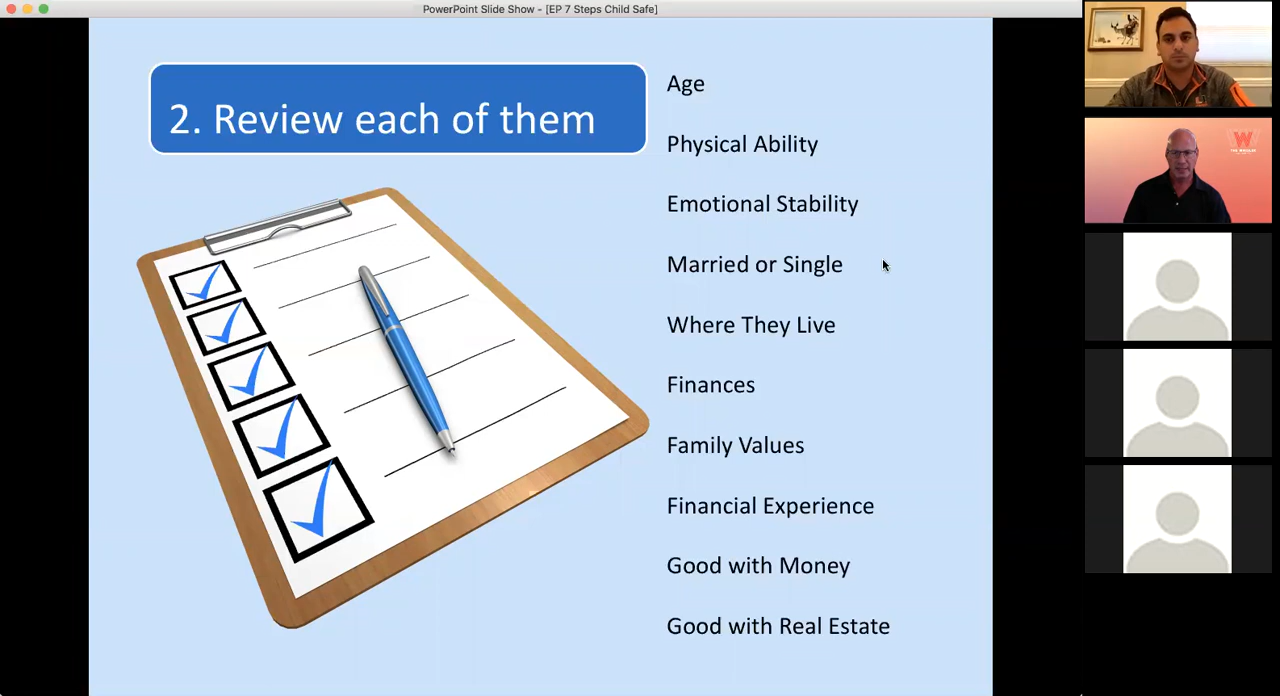 PowerPoint Slide Show - [EP 7 Steps Child Safe]
2. Review each of them
Age
Physical Ability
Emotional Stability
Married or Single
Where They Live
Finances
Family Values
Financial Experience
Good with Money
Good with Real Estate
W